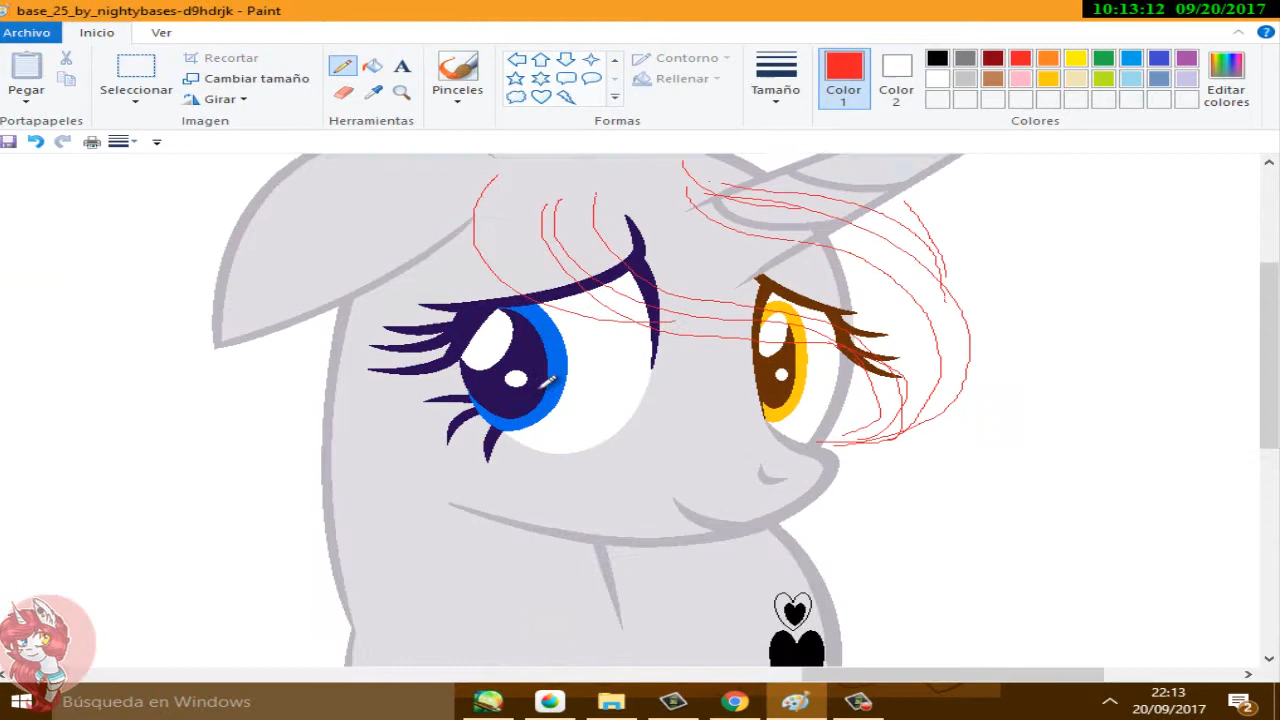 base_25_by_nightybases-d9hdrjk - Paint
10:13:12 09/20/2017
Archivo Inicio Ver
Pegar
Seleccionar
Recortar
Cambiar tamaño
Girar
A
Pinceles
Contorno
Rellenar
Tamaño
Color 1
Color 2
Editar colores
Portapapeles Imagen Herramientas Formas Colores
Búsqueda en Windows
22:13
20/09/2017
2